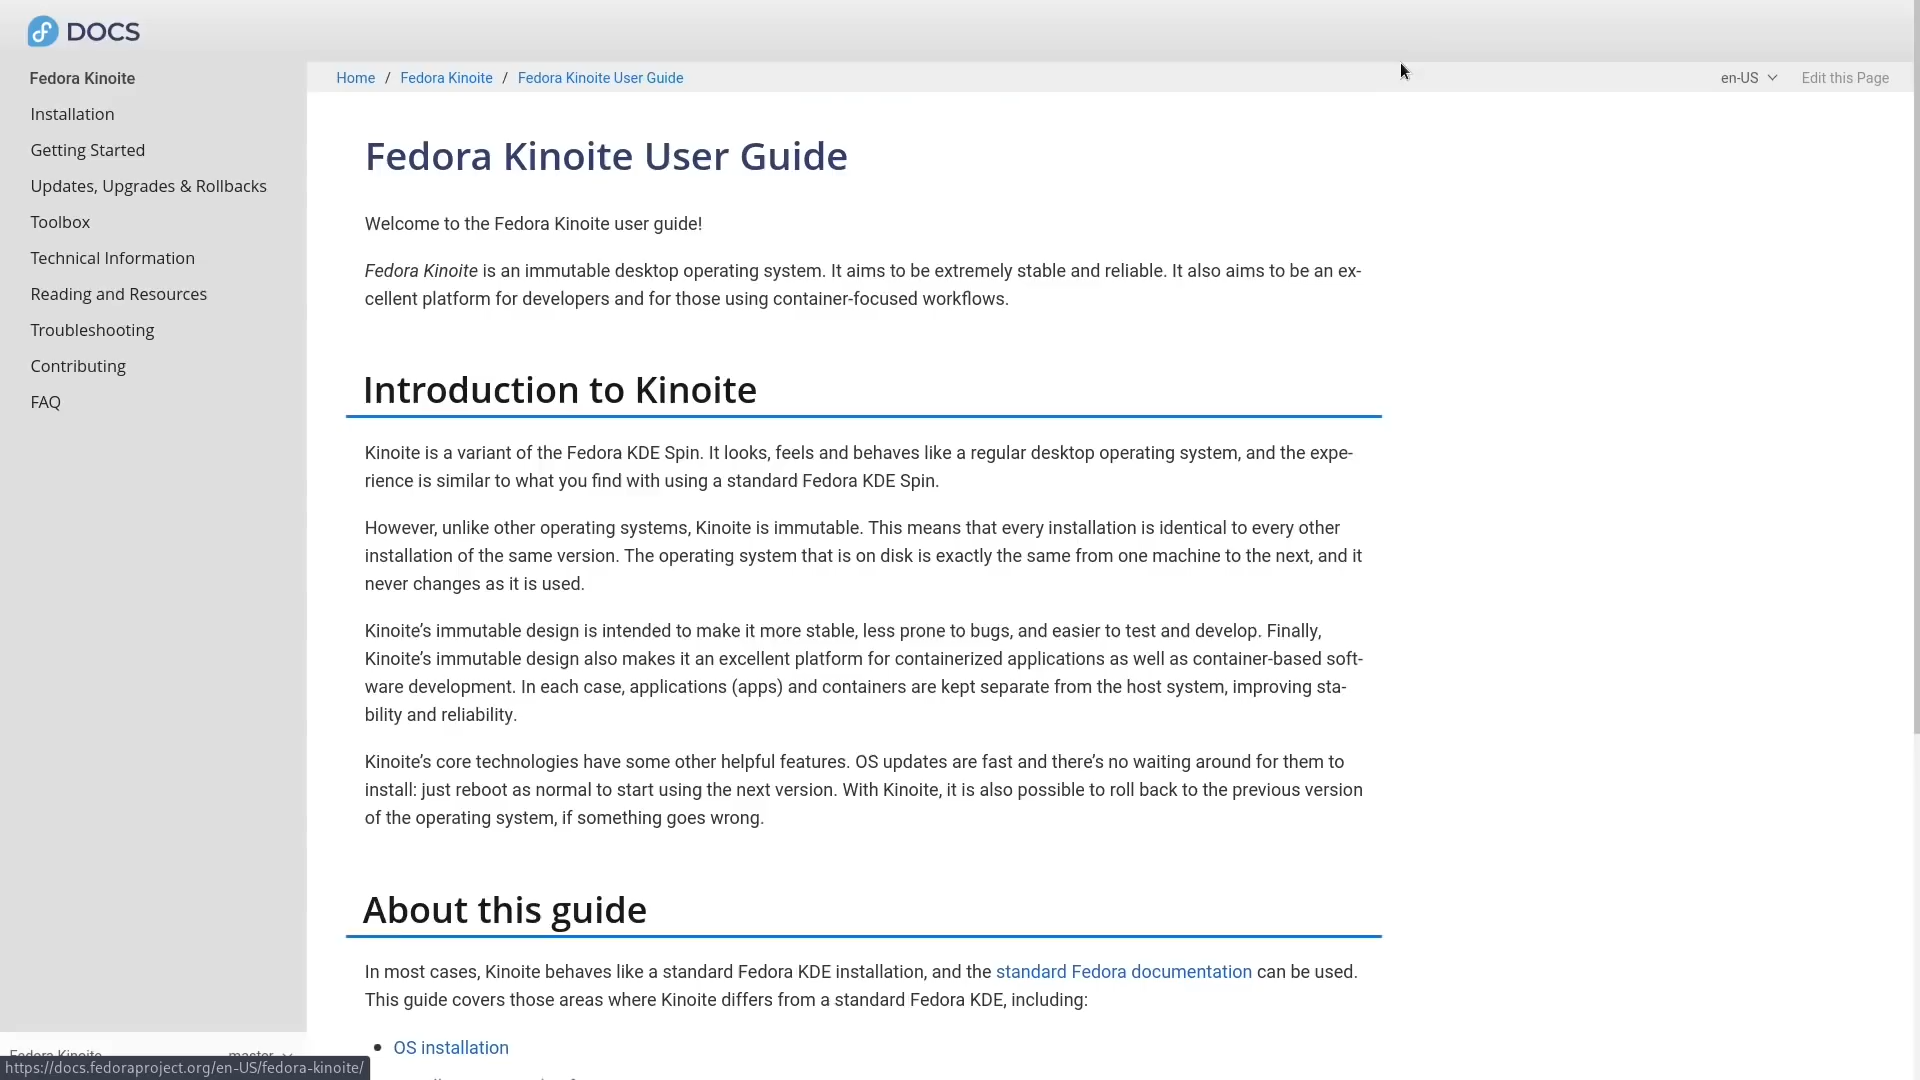 DOCS
Fedora Kinoite
Installation
Getting Started
Updates, Upgrades & Rollbacks
Toolbox
Technical Information
Reading and Resources
Troubleshooting
Contributing
FAQ
Home / Fedora Kinoite / Fedora Kinoite User Guide
en-US
Edit this Page
Fedora Kinoite User Guide
Welcome to the Fedora Kinoite user guide!
Fedora Kinoite is an immutable desktop operating system. It aims to be extremely stable and reliable. It also aims to be an ex-
cellent platform for developers and for those using container-focused workflows.
Introduction to Kinoite
Kinoite is a variant of the Fedora KDE Spin. It looks, feels and behaves like a regular desktop operating system, and the expe-
rience is similar to what you find with using a standard Fedora KDE Spin.
However, unlike other operating systems, Kinoite is immutable. This means that every installation is identical to every other
installation of the same version. The operating system that is on disk is exactly the same from one machine to the next, and it
never changes as it is used.
Kinoite’s immutable design is intended to make it more stable, less prone to bugs, and easier to test and develop. Finally,
Kinoite’s immutable design also makes it an excellent platform for containerized applications as well as container-based soft-
ware development. In each case, applications (apps) and containers are kept separate from the host system, improving sta-
bility and reliability.
Kinoite’s core technologies have some other helpful features. OS updates are fast and there’s no waiting around for them to
install: just reboot as normal to start using the next version. With Kinoite, it is also possible to roll back to the previous version
of the operating system, if something goes wrong.
About this guide
In most cases, Kinoite behaves like a standard Fedora KDE installation, and the standard Fedora documentation can be used.
This guide covers those areas where Kinoite differs from a standard Fedora KDE, including:
• OS installation
Fedora Kinoite
master
https://docs.fedoraproject.org/en-US/fedora-kinoite/